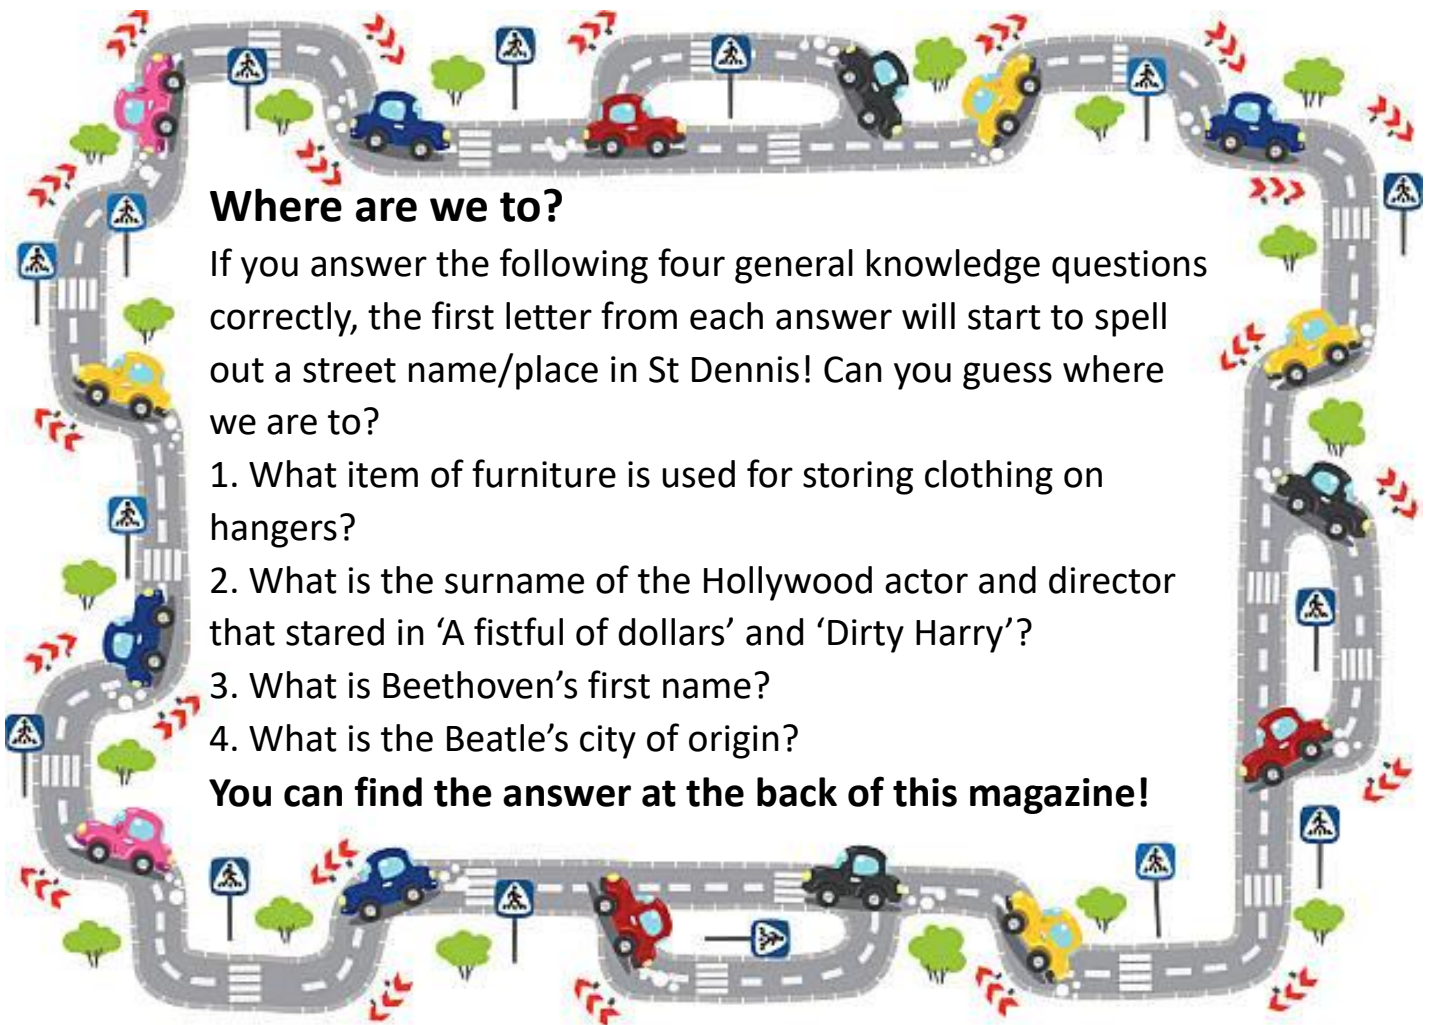 Where are we to?
If you answer the following four general knowledge questions
correctly, the first letter from each answer will start to spell
out a street name/place in St Dennis! Can you guess where
we are to?
1. What item of furniture is used for storing clothing on
hangers?
2. What is the surname of the Hollywood actor and director
that stared in ‘A fistful of dollars’ and ‘Dirty Harry’?
3. What is Beethoven’s first name?
4. What is the Beatle’s city of origin?
You can find the answer at the back of this magazine!